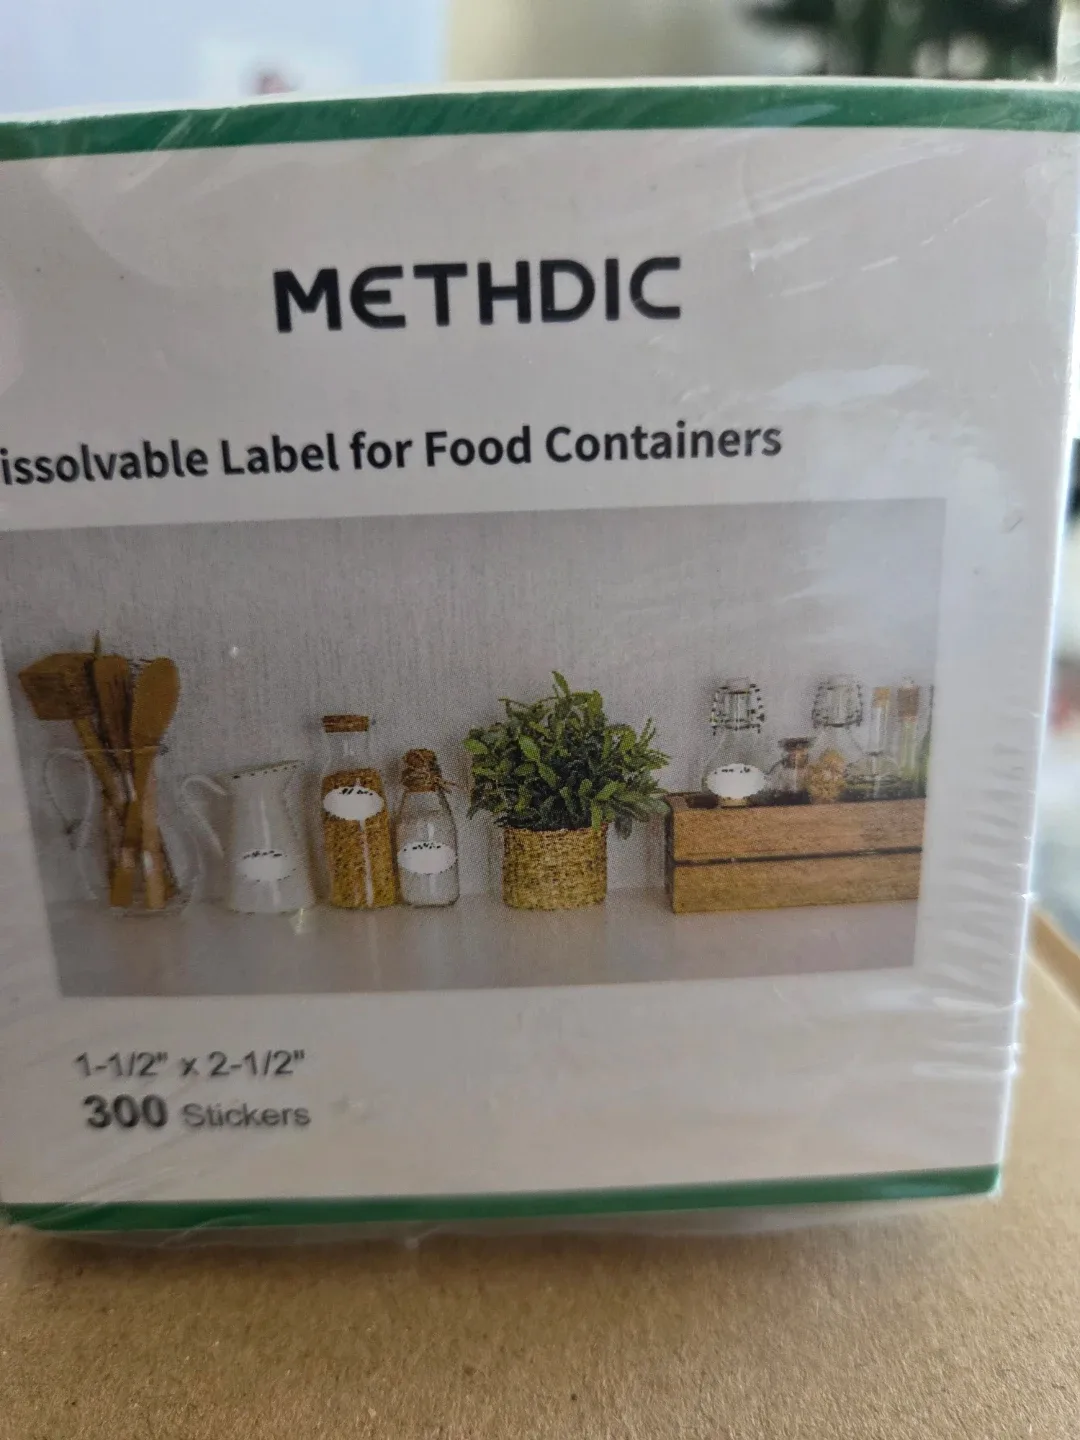 METHDIC
issolvable Label for Food Containers
1-1/2" x 2-1/2"
300 Stickers